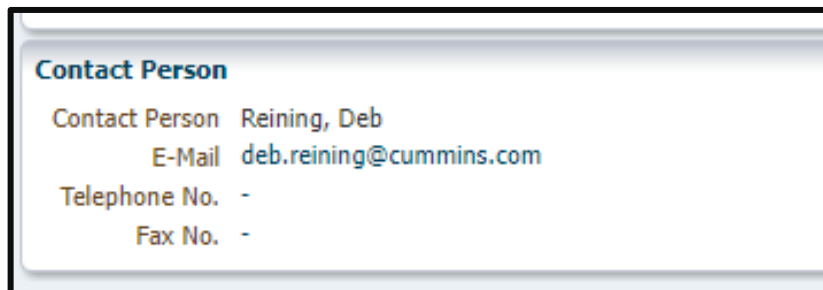 Contact Person
Contact Person Reining, Deb
E-Mail deb.reining@cummins.com
Telephone No. -
Fax No. -